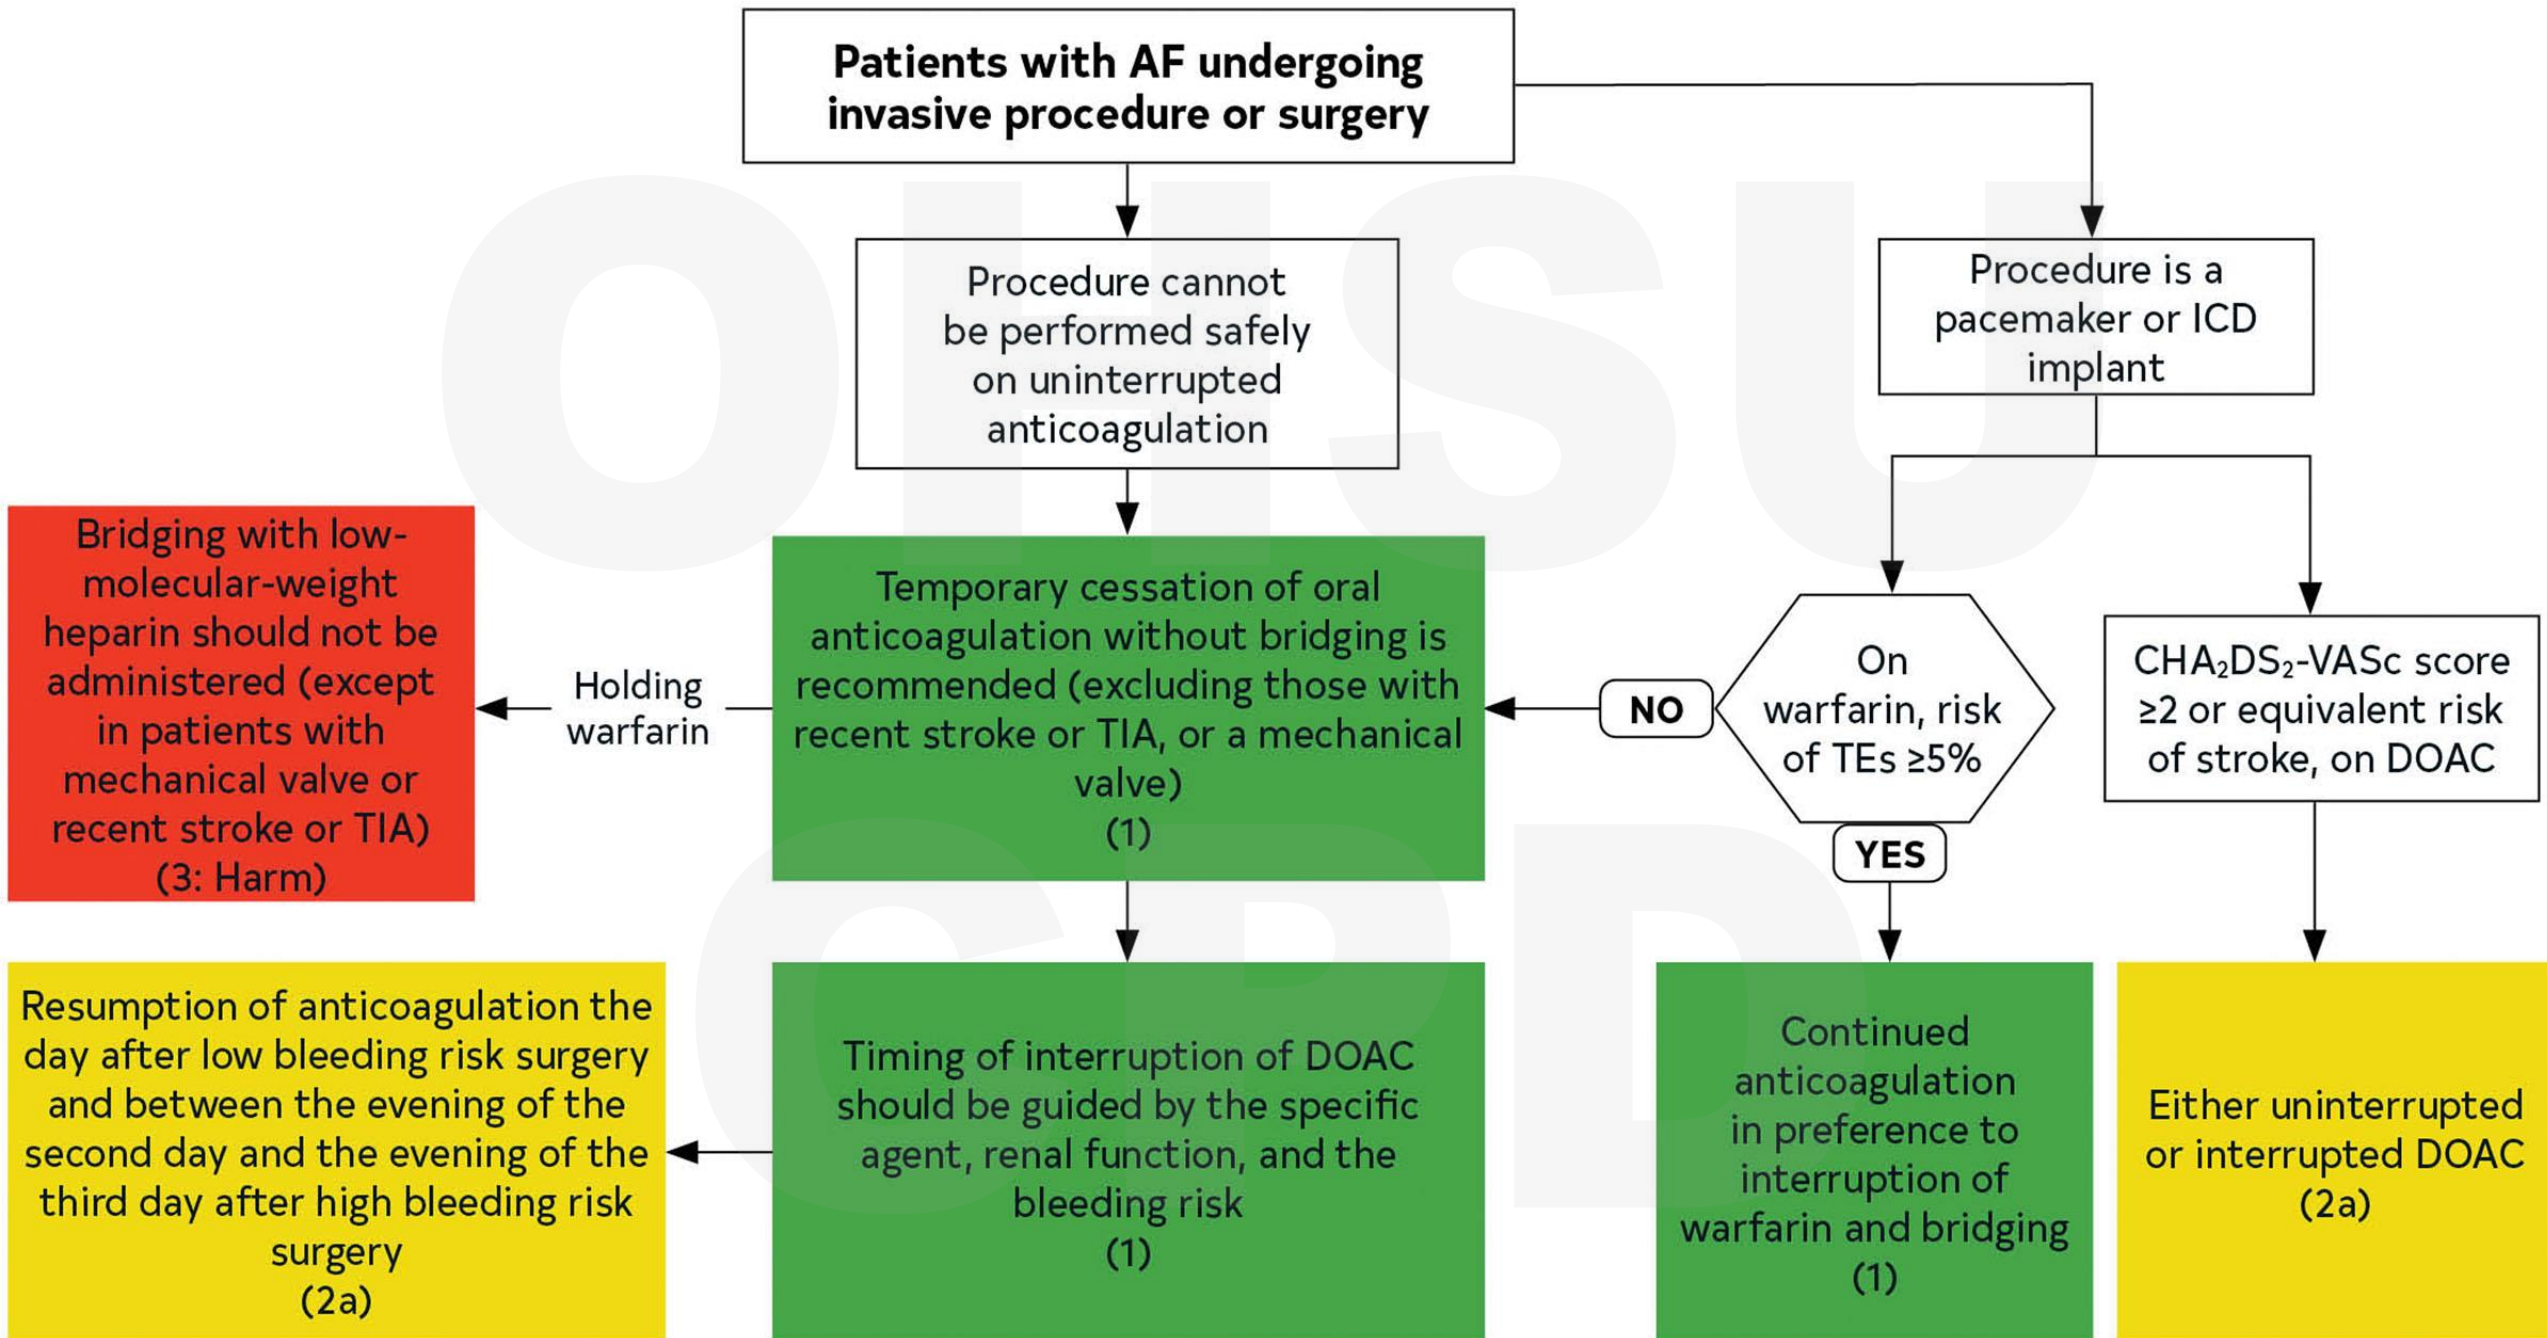 Patients with AF undergoing
invasive procedure or surgery
Procedure cannot
be performed safely
on uninterrupted
anticoagulation
Procedure is a
pacemaker or ICD
implant
Bridging with low-
molecular-weight
heparin should not be
administered (except
in patients with
mechanical valve or
recent stroke or TIA)
(3: Harm)
Holding
warfarin
Temporary cessation of oral
anticoagulation without bridging is
recommended (excluding those with
recent stroke or TIA, or a mechanical
valve)
(1)
NO
On
warfarin, risk
of TEs ≥5%
YES
CHA₂DS₂-VASc score
≥2 or equivalent risk
of stroke, on DOAC
Resumption of anticoagulation the
day after low bleeding risk surgery
and between the evening of the
second day and the evening of the
third day after high bleeding risk
surgery
(2a)
Timing of interruption of DOAC
should be guided by the specific
agent, renal function, and the
bleeding risk
(1)
Continued
anticoagulation
in preference to
interruption of
warfarin and bridging
(1)
Either uninterrupted
or interrupted DOAC
(2a)
OHSU
CPD